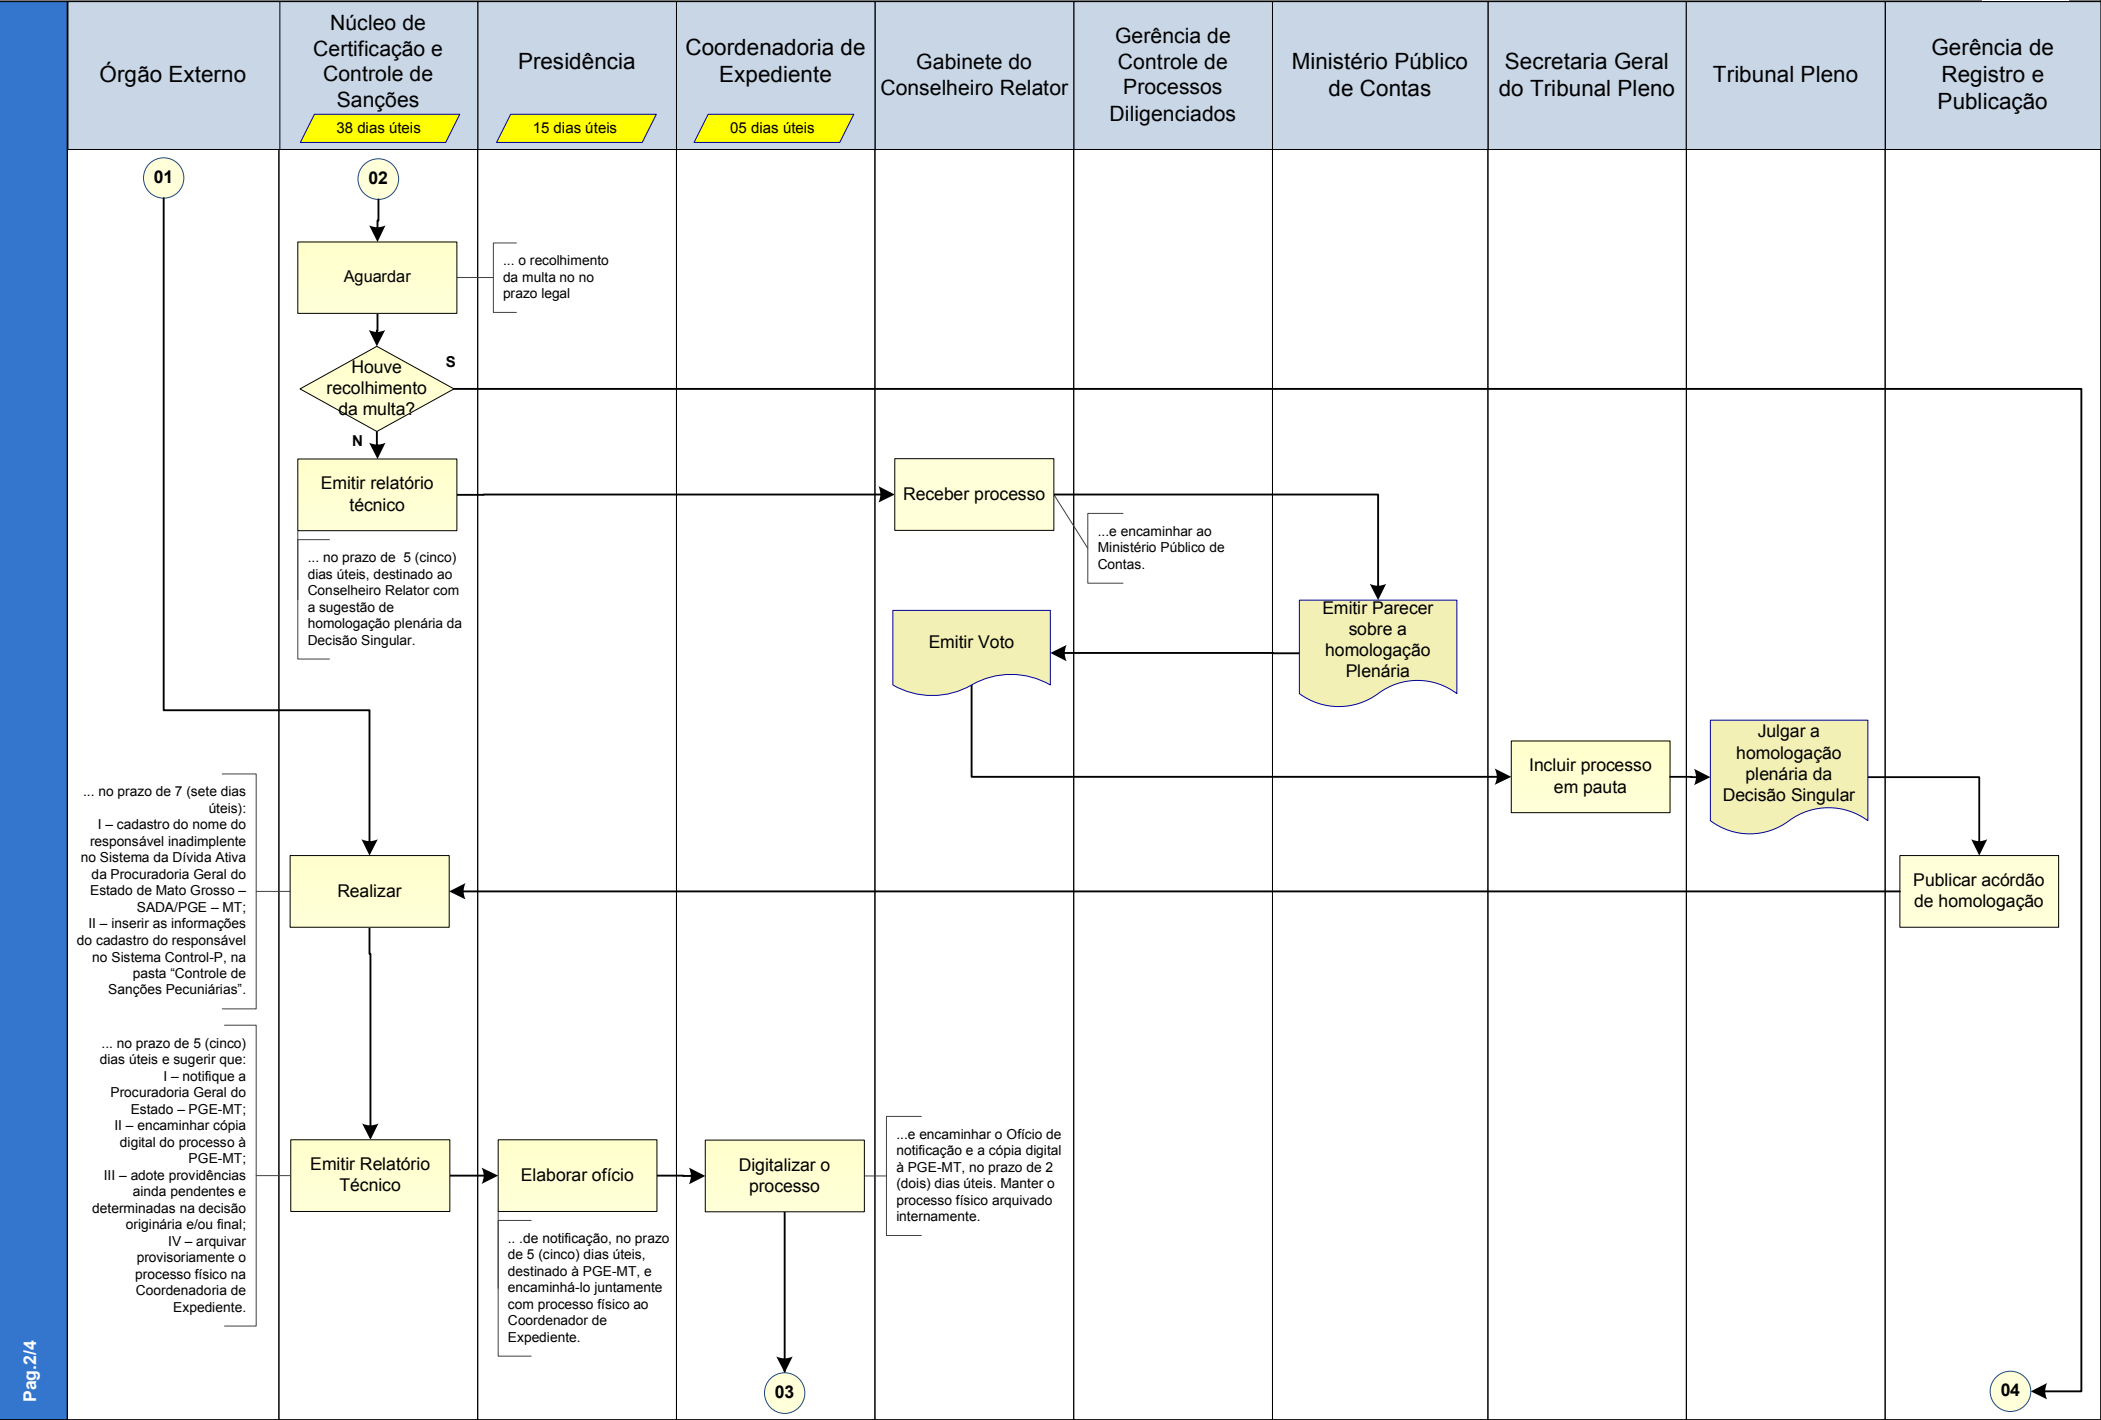 Órgão Externo
Núcleo de
Certificação e
Controle de
Sanções
38 dias úteis
Presidência
15 dias úteis
Coordenadoria de
Expediente
05 dias úteis
Gabinete do
Conselheiro Relator
Gerência de
Controle de
Processos
Diligenciados
Ministério Público
de Contas
Secretaria Geral
do Tribunal Pleno
Tribunal Pleno
Gerência de
Registro e
Publicação
01
02
Aguardar
... o recolhimento
da multa no no
prazo legal
Houve
recolhimento
da multa?
S
N
Emitir relatório
técnico
... no prazo de  5 (cinco)
dias úteis, destinado ao
Conselheiro Relator com
a sugestão de
homologação plenária da
Decisão Singular.
Receber processo
...e encaminhar ao
Ministério Público de
Contas.
Emitir Parecer
sobre a
homologação
Plenária
Emitir Voto
Incluir processo
em pauta
Julgar a
homologação
plenária da
Decisão Singular
Publicar acórdão
de homologação
... no prazo de 7 (sete dias
úteis):
I – cadastro do nome do
responsável inadimplente
no Sistema da Dívida Ativa
da Procuradoria Geral do
Estado de Mato Grosso –
SADA/PGE – MT;
II – inserir as informações
do cadastro do responsável
no Sistema Control-P, na
pasta “Controle de
Sanções Pecuniárias”.
Realizar
... no prazo de 5 (cinco)
dias úteis e sugerir que:
I – notifique a
Procuradoria Geral do
Estado – PGE-MT;
II – encaminhar cópia
digital do processo à
PGE-MT;
III – adote providências
ainda pendentes e
determinadas na decisão
originária e/ou final;
IV – arquivar
provisoriamente o
processo físico na
Coordenadoria de
Expediente.
Emitir Relatório
Técnico
Elaborar ofício
.. .de notificação, no prazo
de 5 (cinco) dias úteis,
destinado à PGE-MT, e
encaminhá-lo juntamente
com processo físico ao
Coordenador de
Expediente.
Digitalizar o
processo
...e encaminhar o Ofício de
notificação e a cópia digital
à PGE-MT, no prazo de 2
(dois) dias úteis. Manter o
processo físico arquivado
internamente.
03
04
Pag.2/4